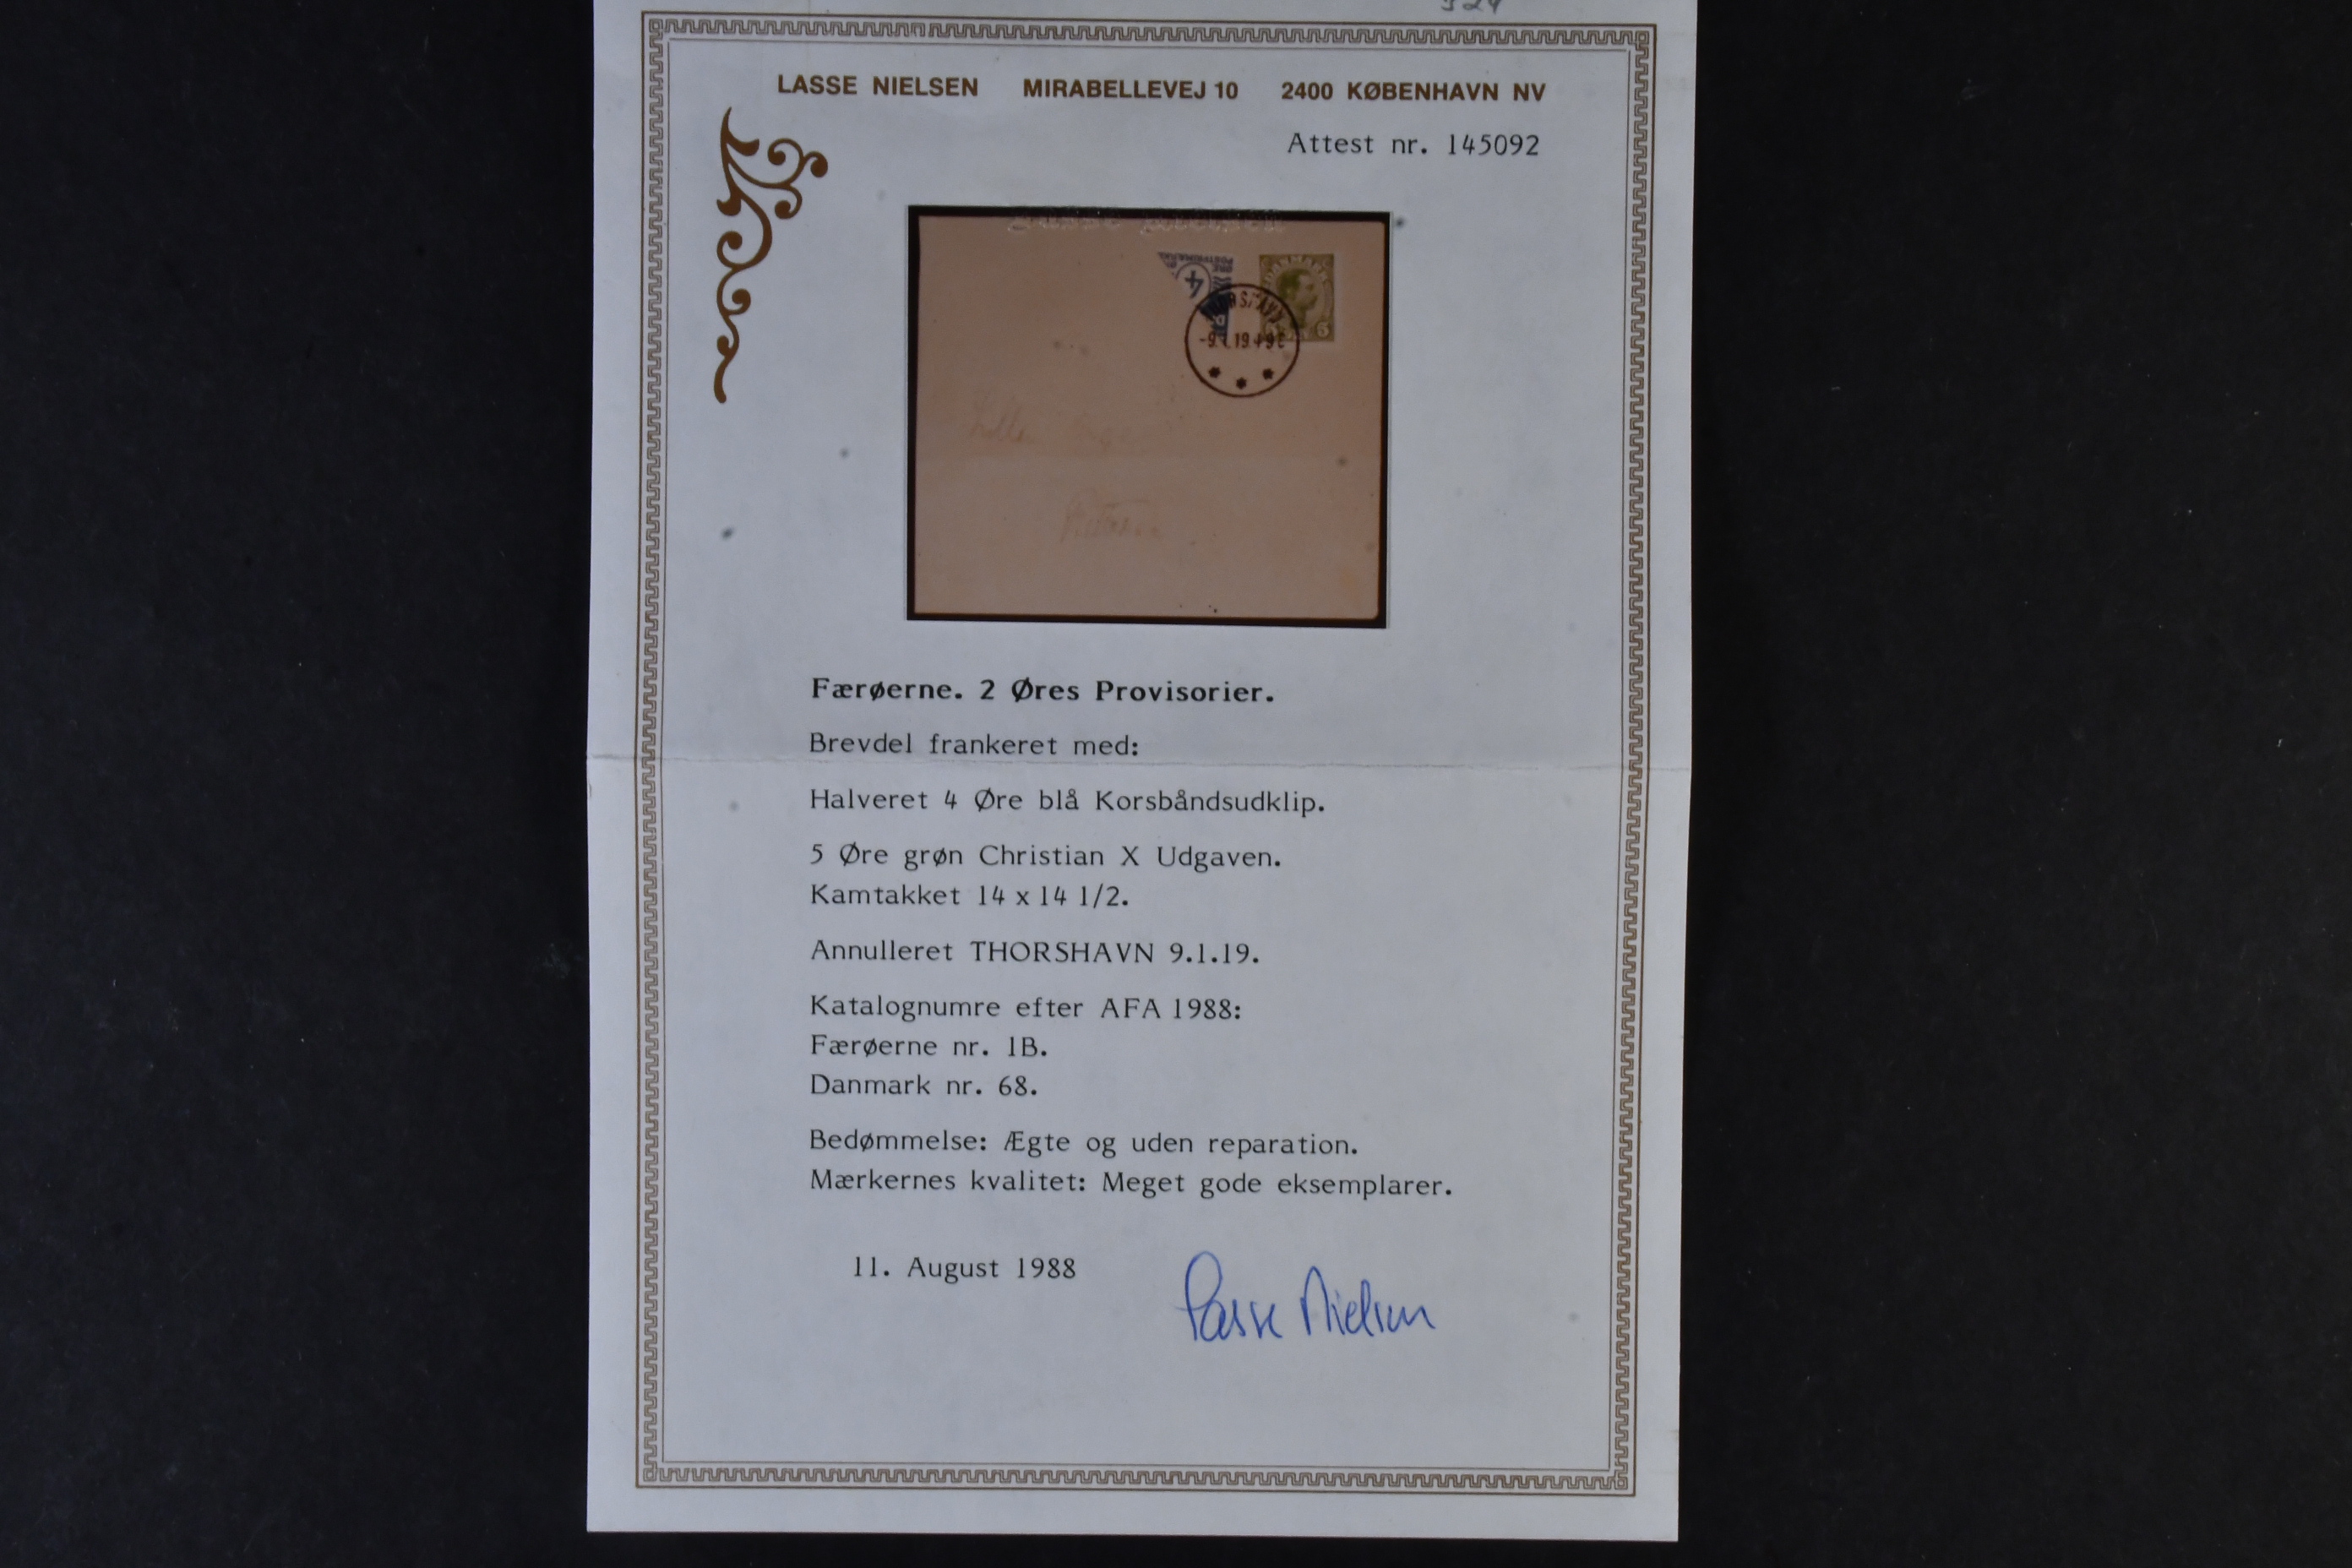 LASSE NIELSEN MIRABELLEVEJ 10 2400 KØBENHAVN NV
Attest nr. 145092
4
5
Færøerne. 2 Øres Provisorier.
Brevdel frankeret med:
Halveret 4 Øre blå Korsbåndsudklip.
5 Øre grøn Christian X Udgaven.
Kamtakket 14 x 14 1/2.
Annulleret THORSHAVN 9.1.19.
Katalognumre efter AFA 1988:
Færøerne nr. 1B.
Danmark nr. 68.
Bedømmelse: Ægte og uden reparation.
Mærkernes kvalitet: Meget gode eksemplarer.
11. August 1988
Lasse Nielsen